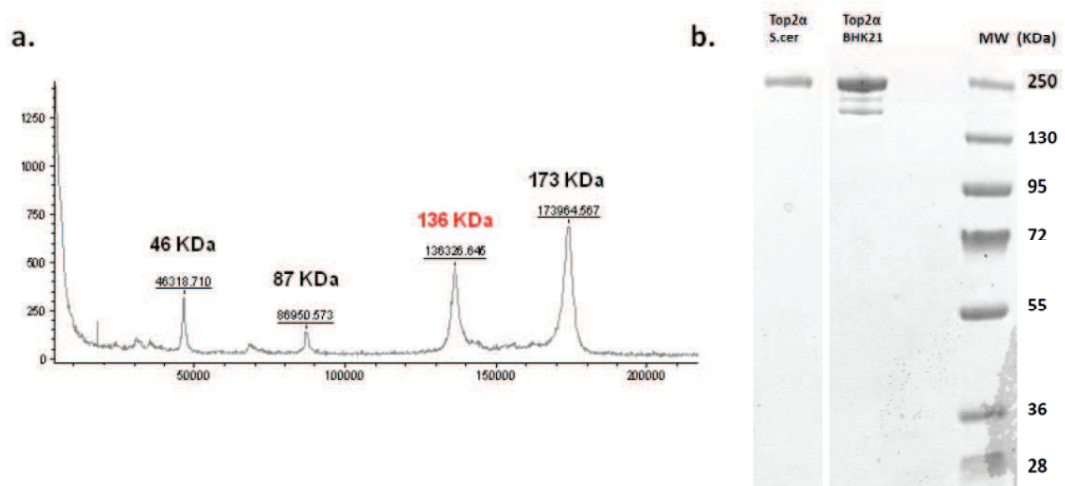 a.
1250
1000
750
500
250
0
46 KDa
46318.710
87 KDa
86950.573
136 KDa
136326.645
173 KDa
173964.567
50000
100000
150000
200000
b.
Top2α
S.cer
Top2α
BHK21
MW (KDa)
250
130
95
72
55
36
28